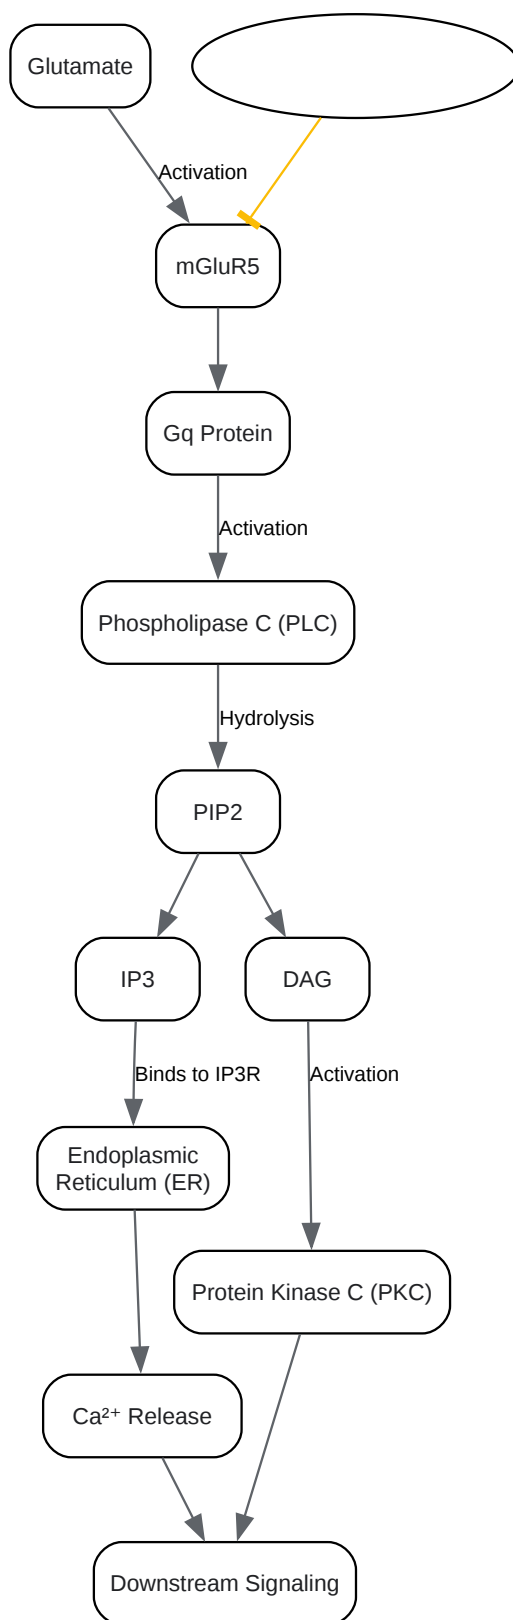 Glutamate
Activation
mGluR5
Gq Protein
Activation
Phospholipase C (PLC)
Hydrolysis
PIP2
IP3
DAG
Binds to IP3R
Activation
Endoplasmic
Reticulum (ER)
Protein Kinase C (PKC)
Ca²⁺ Release
Downstream Signaling